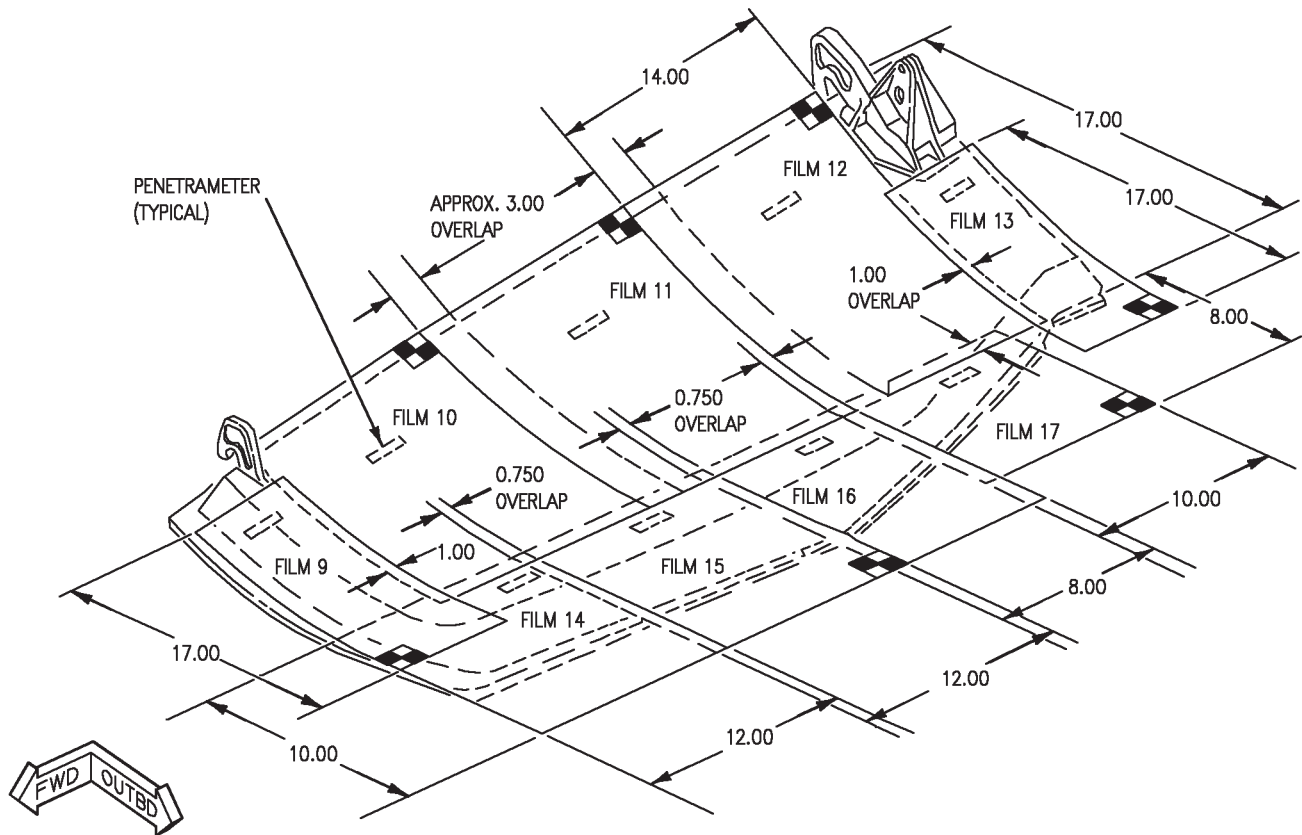 14.00
17.00
FILM 12
PENETRAMETER
(TYPICAL)
17.00
APPROX. 3.00
OVERLAP
FILM 13
FILM 11
1.00
OVERLAP
8.00
0.750
OVERLAP
FILM 10
FILM 17
0.750
OVERLAP
FILM 16
10.00
1.00
FILM 9
FILM 15
8.00
FILM 14
17.00
12.00
12.00
10.00
FWD
OUTBD